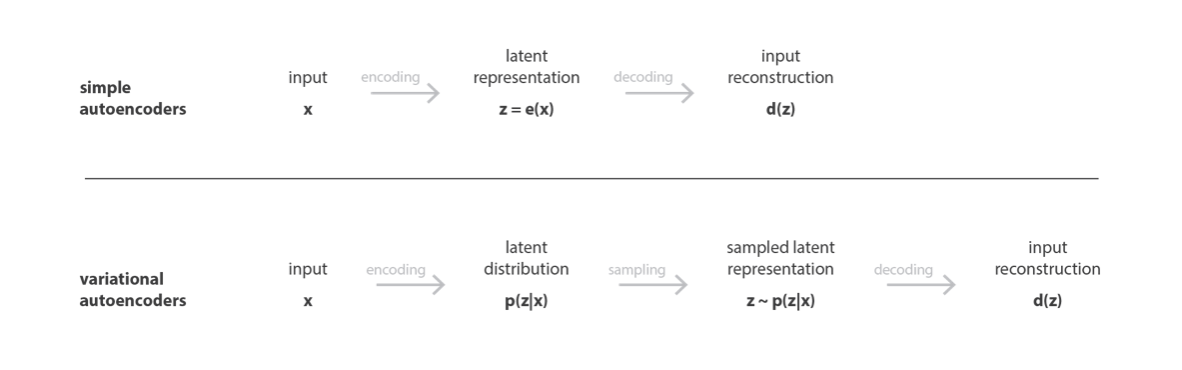 simple
autoencoders
input
x
encoding
latent
representation
z = e(x)
decoding
input
reconstruction
d(z)
variational
autoencoders
input
x
encoding
latent
distribution
p(z|x)
sampling
sampled latent
representation
z ~ p(z|x)
decoding
input
reconstruction
d(z)